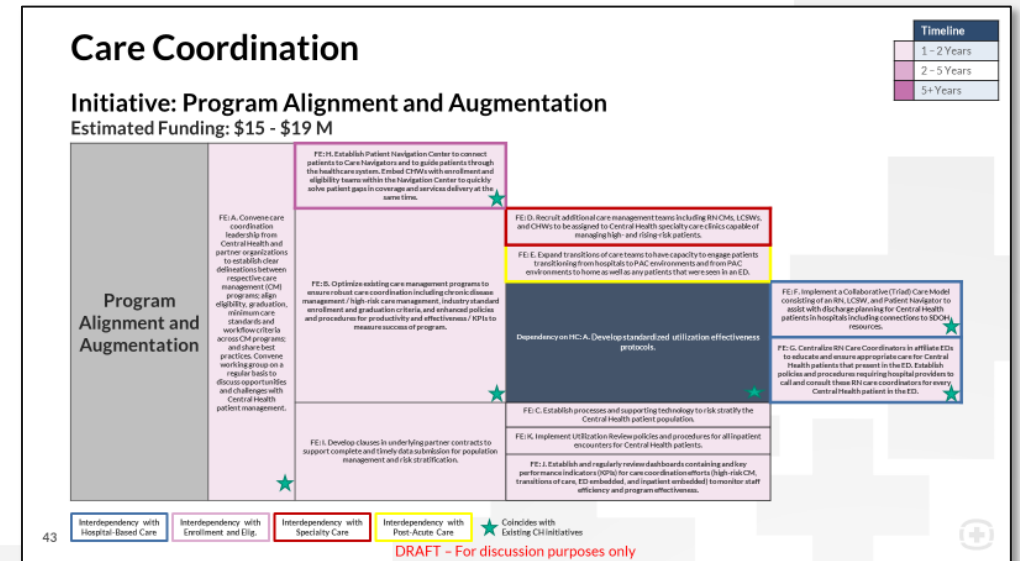 Care Coordination
Timeline
1 – 2 Years
2 – 5 Years
5+ Years
Initiative: Program Alignment and Augmentation
Estimated Funding: $15 - $19 M
Program
Alignment and
Augmentation
FE: A. Convene care
coordination
leadership from
Central Health and
partner organizations
to establish clear
delineations between
respective care
management (CM)
programs; align
eligibility, graduation,
minimum care
standards and
workflow criteria
across CM programs;
and share best
practices. Convene
working group on a
regular basis to
discuss opportunities
and challenges with
Central Health
patient management.
FE: H. Establish Patient Navigation Center to connect
patients to Care Navigators and to guide patients through
the healthcare system. Embed CHWs with enrollment and
eligibility teams within the Navigation Center to quickly
solve patient gaps in coverage and services delivery at the
same time.
FE: B. Optimize existing care management programs to
ensure robust care coordination including chronic disease
management / high-risk care management, industry standard
enrollment and graduation criteria, and enhanced policies
and procedures for productivity and effectiveness / KPIs to
measure success of program.
FE: I. Develop clauses in underlying partner contracts to
support complete and timely data submission for population
management and risk stratification.
FE: D. Recruit additional care management teams including RN CMs, LCSWs,
and CHWs to be assigned to Central Health specialty care clinics capable of
managing high- and rising-risk patients.
FE: E. Expand transitions of care teams to have capacity to engage patients
transitioning from hospitals to PAC environments and from PAC
environments to home as well as any patients that were seen in an ED.
Dependency on HC: A. Develop standardized utilization effectiveness
protocols.
FE: C. Establish processes and supporting technology to risk stratify the
Central Health patient population.
FE: K. Implement Utilization Review policies and procedures for all inpatient
encounters for Central Health patients.
FE: J. Establish and regularly review dashboards containing and key
performance indicators (KPIs) for care coordination efforts (high-risk CM,
transitions of care, ED embedded, and inpatient embedded) to monitor staff
efficiency and program effectiveness.
FE: F. Implement a Collaborative (Triad) Care Model
consisting of an RN, LCSW, and Patient Navigator to
assist with discharge planning for Central Health
patients in hospitals including connections to SDOH
resources.
FE: G. Centralize RN Care Coordinators in affiliate EDs
to educate and ensure appropriate care for Central
Health patients that present in the ED. Establish
policies and procedures requiring hospital providers to
call and consult these RN care coordinators for every
Central Health patient in the ED.
Interdependency with
Hospital-Based Care
Interdependency with
Enrollment and Elig.
Interdependency with
Specialty Care
Interdependency with
Post-Acute Care
Coincides with
Existing CH Initiatives
43
DRAFT – For discussion purposes only